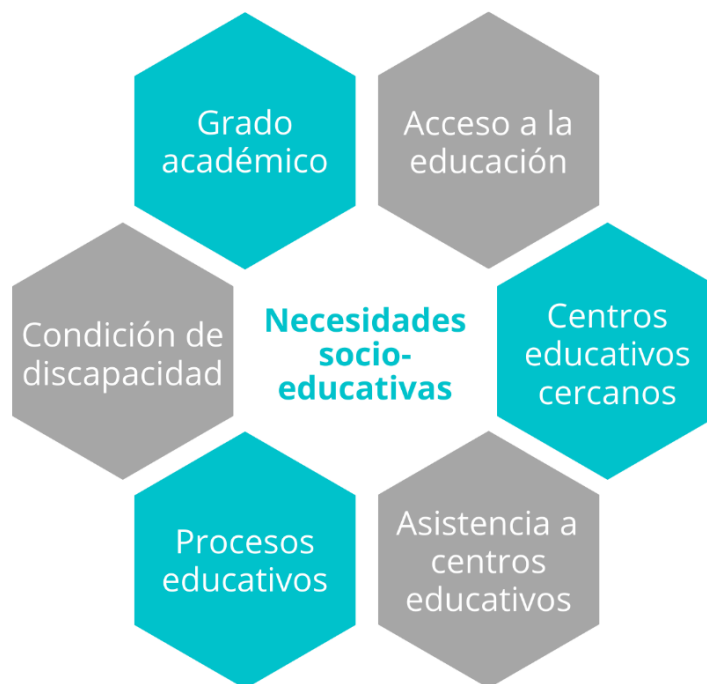 Grado
académico
Acceso a la
educación
Condición de
discapacidad
Necesidades
socio-
educativas
Centros
educativos
cercanos
Procesos
educativos
Asistencia a
centros
educativos